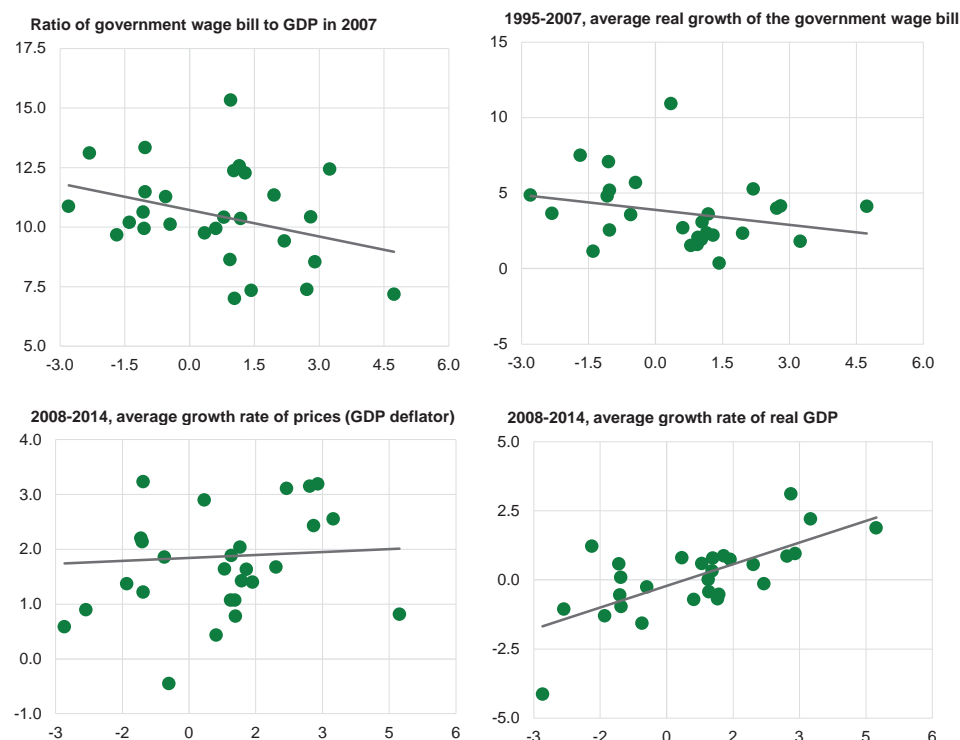 Ratio of government wage bill to GDP in 2007
17.5
15.0
12.5
10.0
7.5
5.0
-3.0 -1.5 0.0 1.5 3.0 4.5 6.0
1995-2007, average real growth of the government wage bill
15
10
5
0
-5
-3.0 -1.5 0.0 1.5 3.0 4.5 6.0
2008-2014, average growth rate of prices (GDP deflator)
4.0
3.0
2.0
1.0
0.0
-1.0
-3 -2 0 2 3 5 6
2008-2014, average growth rate of real GDP
5.0
2.5
0.0
-2.5
-5.0
-3 -2 0 2 3 5 6